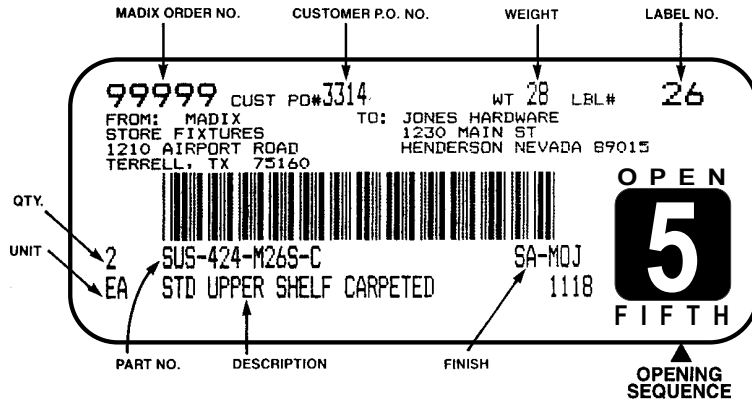 MADIX ORDER NO. CUSTOMER P.O. NO. WEIGHT LABEL NO.
99999 CUST PO#3314 WT 28 LBL# 26
FROM: MADIX TO: JONES HARDWARE
STORE FIXTURES 1230 MAIN ST
1210 AIRPORT ROAD HENDERSON NEVADA 89015
TERRELL, TX 75160
OPEN
5
FIFTH
QTY.
2 SUS-424-M26S-C SA-MOJ
UNIT
EA STD UPPER SHELF CARPETED 1118
PART NO. DESCRIPTION FINISH
OPENING
SEQUENCE